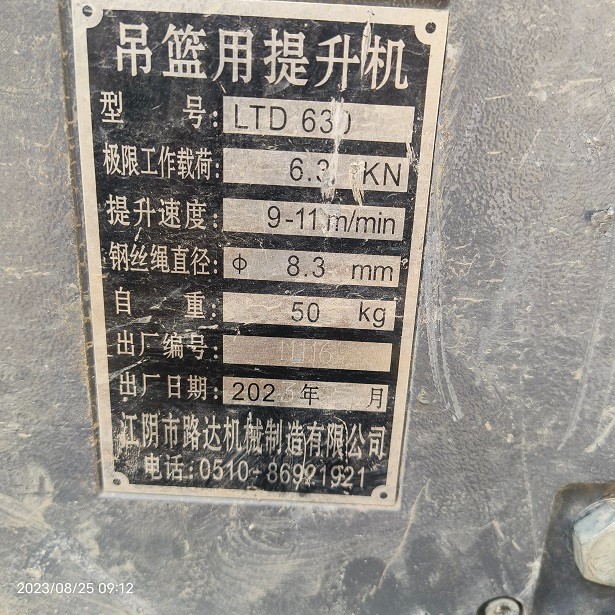 吊篮用提升机
型 号: LTD 630
极限工作载荷: 6.3 KN
提升速度: 9-11 m/min
钢丝绳直径: φ 8.3 mm
自 重: 50 kg
出厂编号:
出厂日期: 202 年 月
江阴市路达机械制造有限公司
电话:0510-86921921
2023/08/25 09:12